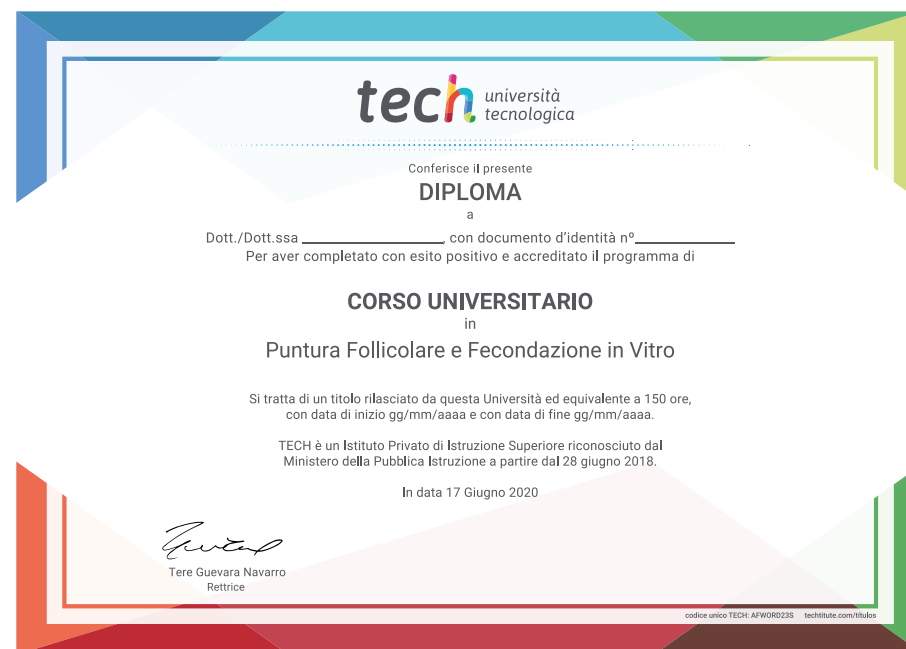 tech università
tecnologica
Conferisce il presente
DIPLOMA
a
Dott./Dott.ssa ____________________, con documento d'identità nº______________
Per aver completato con esito positivo e accreditato il programma di
CORSO UNIVERSITARIO
in
Puntura Follicolare e Fecondazione in Vitro
Si tratta di un titolo rilasciato da questa Università ed equivalente a 150 ore,
con data di inizio gg/mm/aaaa e con data di fine gg/mm/aaaa.
TECH è un Istituto Privato di Istruzione Superiore riconosciuto dal
Ministero della Pubblica Istruzione a partire dal 28 giugno 2018.
In data 17 Giugno 2020
Tere Guevara Navarro
Rettrice
codice unico TECH: AFWORD23S techtitute.com/titulos